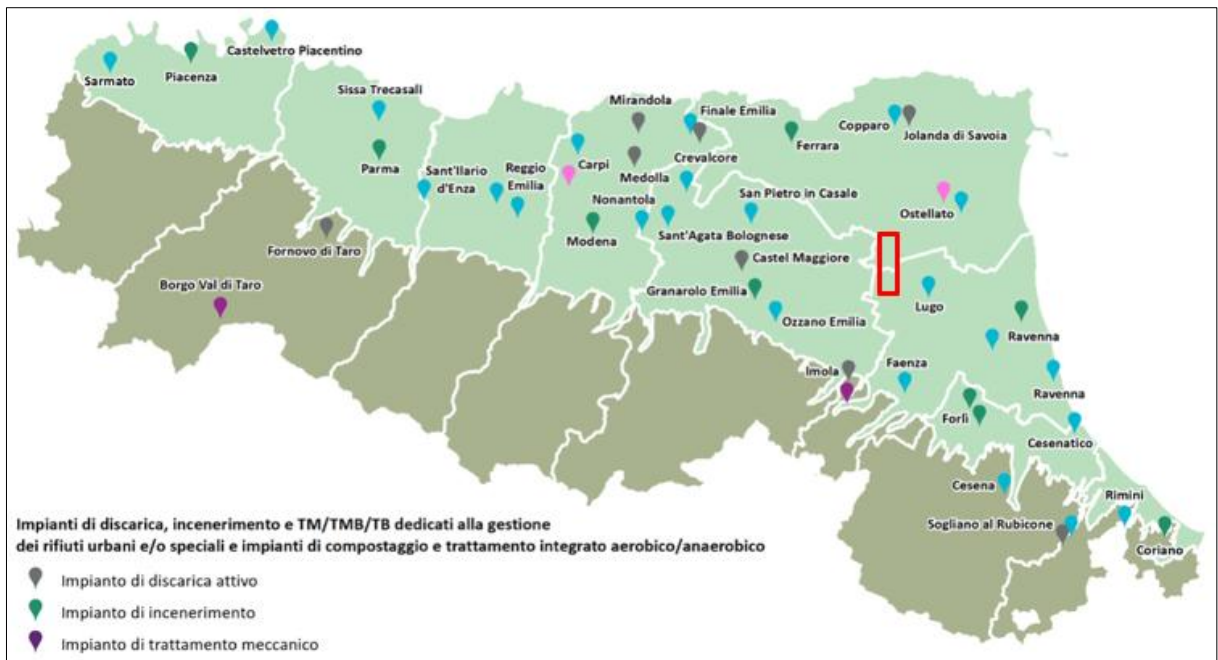 Castelvetro Piacentino
Sarmato
Piacenza
Sissa Trecasali
Mirandola
Finale Emilia
Copparo
Jolanda di Savoia
Ferrara
Parma
Sant'Ilario
d'Enza
Reggio
Emilia
Carpi
Medolla
Crevalcore
Nonantola
San Pietro in Casale
Ostellato
Fornovo di Taro
Modena
Sant'Agata Bolognese
Castel Maggiore
Borgo Val di Taro
Granarolo Emilia
Lugo
Ozzano Emilia
Ravenna
Imola
Faenza
Ravenna
Forlì
Cesenatico
Cesena
Rimini
Sogliano al Rubicone
Coriano
Impianti di discarica, incenerimento e TM/TMB/TB dedicati alla gestione
dei rifiuti urbani e/o speciali e impianti di compostaggio e trattamento integrato aerobico/anaerobico
Impianto di discarica attivo
Impianto di incenerimento
Impianto di trattamento meccanico